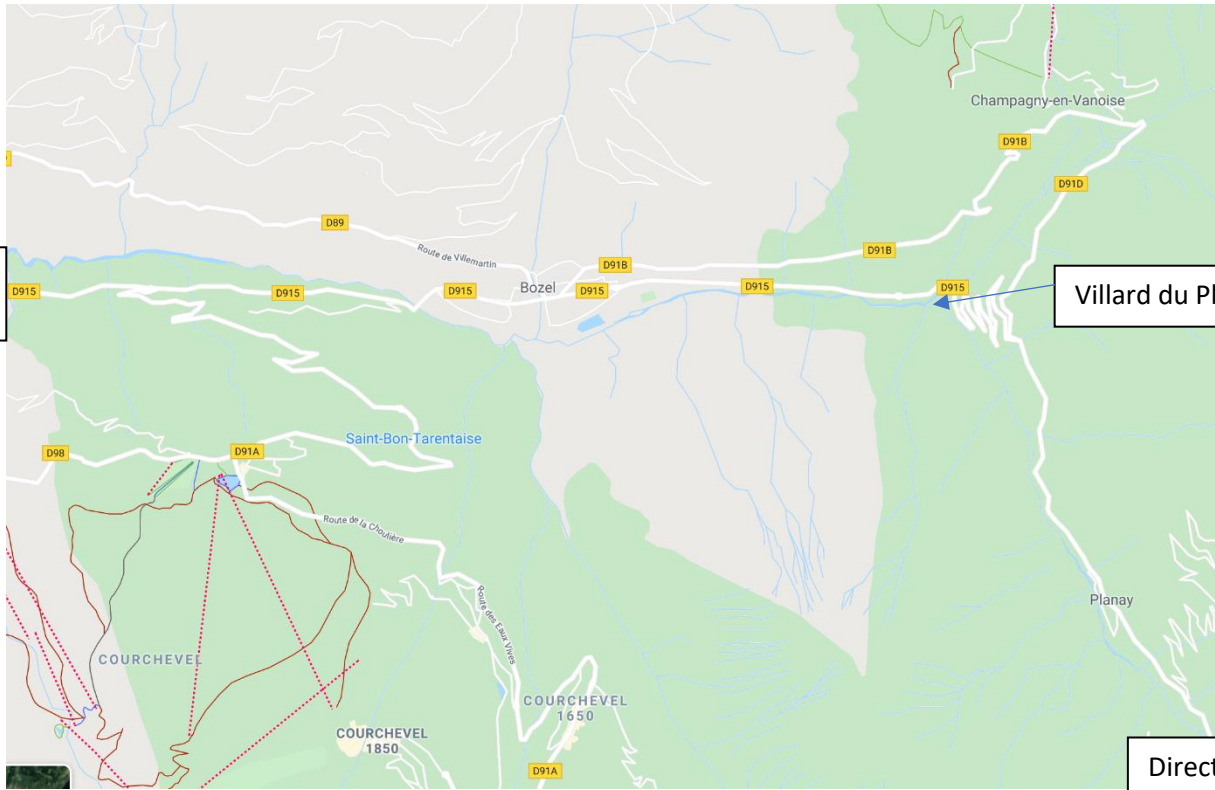 Champagny-en-Vanoise
D91B
D91D
D89
Route de Villemartin
D91B
D91B
D915
D915
D915
Bozel
D915
D915
D915
Villard du Pl
Saint-Bon-Tarentaise
D98
D91A
Route de la Choulière
Route des Eaux Vives
Planay
COURCHEVEL
COURCHEVEL
1650
COURCHEVEL
1850
D91A
Direct